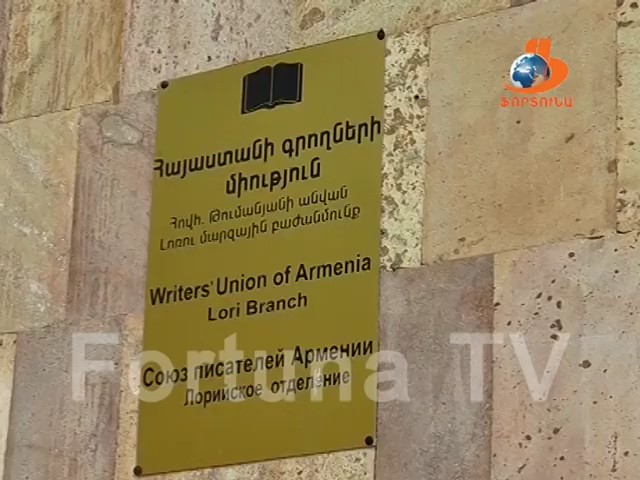 ՖՈՐՏՈՒՆԱ
Հայաստանի գրողների
միություն
Հովհ. Թումանյանի անվան
Լոռու մարզային բաժանմունք
Writers' Union of Armenia
Lori Branch
Союз писателей Армении
Лорийское отделение
Fortuna TV